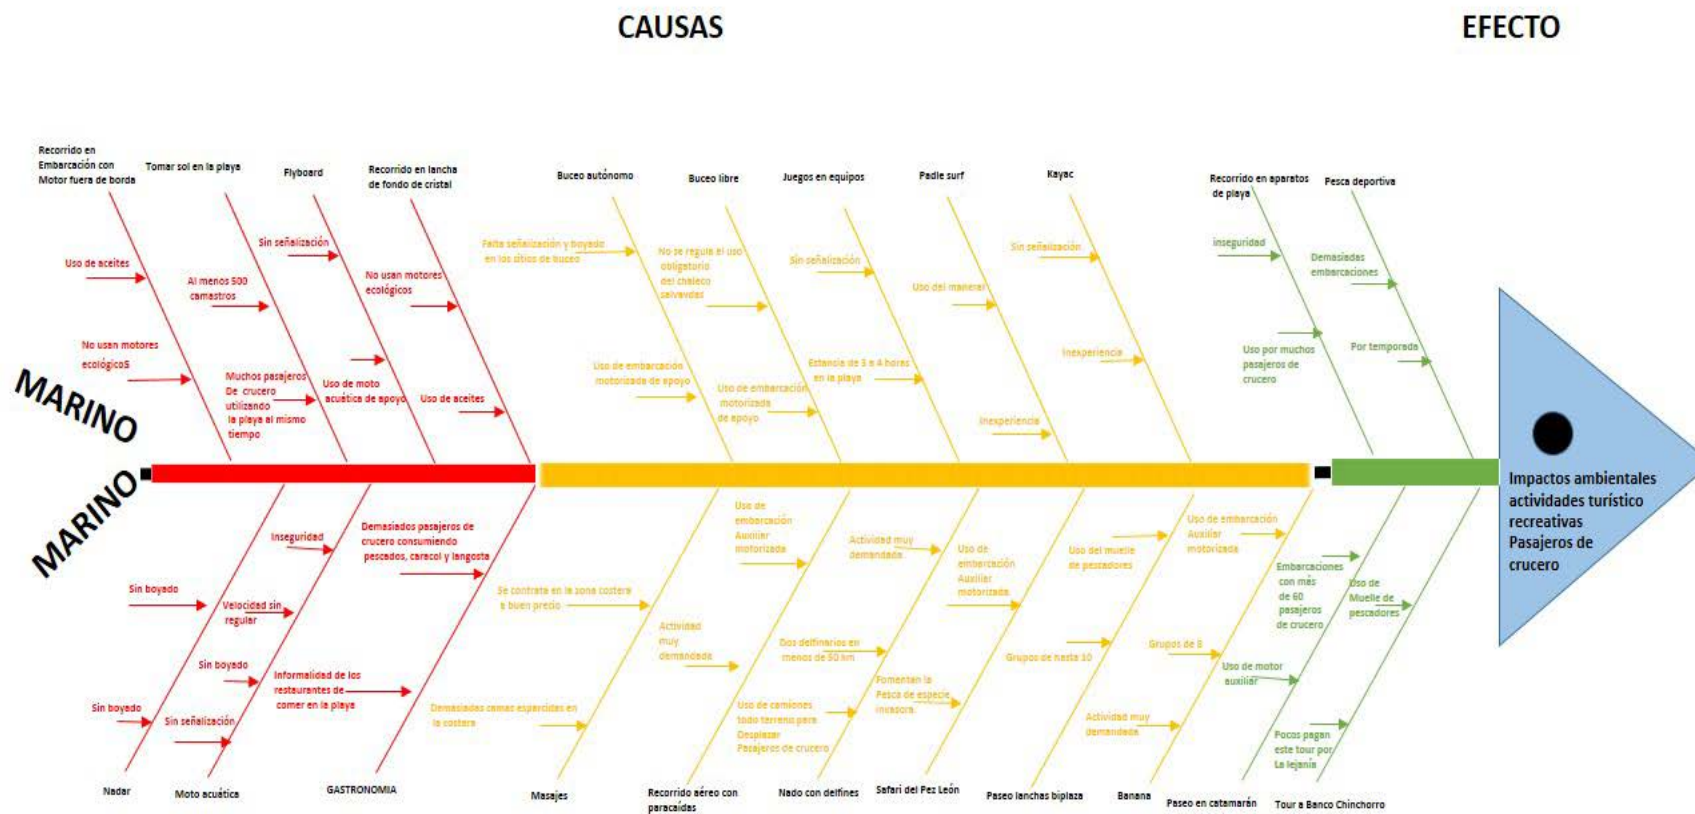 CAUSAS
EFECTO
Recorrido en
Embarcación con
Motor fuera de borda
Tomar sol en la playa
Flyboard
Recorrido en lancha
de fondo de cristal
Buceo autónomo
Buceo libre
Juegos en equipos
Padle surf
Kayac
Recorrido en aparatos
de playa
Pesca deportiva
Uso de aceites
No usan motores
ecológicoS
Al menos 500
camastros
Muchos pasajeros
De crucero
utilizando
la playa al mismo
tiempo
Sin señalización
Uso de moto
acuática de apoyo
No usan motores
ecológicos
Uso de aceites
Falta señalización y boyado
en los sitios de buceo
Uso de embarcación
motorizada de apoyo
No se regula el uso
obligatorio
del chaleco
salvavdas
Uso de embarcación
motorizada
de apoyo
Sin señalización
Estancia de 3 a 4 horas
en la playa
Uso del manerar
Inexperiencia
Sin señalización
Inexperiencia
inseguridad
Uso por muchos
pasajeros de
crucero
Demasiadas
embarcaciones
Por temporada
MARINO
MARINO
Impactos ambientales
actividades turístico
recreativas
Pasajeros de
crucero
Sin boyado
Sin boyado
Inseguridad
Velocidad sin
regular
Sin boyado
Sin señalización
Demasiados pasajeros de
crucero consumiendo
pescados, caracol y langosta
Informalidad de los
restaurantes de
comer en la playa
Se contrata en la zona costera
a buen precio
Demasiadas camas esparcidas en
la costera
Uso de
embarcación
Auxiliar
motorizada
Actividad
muy
demandada
Actividad muy
demandada
Dos delfinarios en
menos de 50 km
Uso de camiones
todo terreno para
Desplazar
Pasajeros de crucero
Uso de
embarcación
Auxiliar
motorizada
Fomentan la
Pesca de especie
invasora
Uso del muelle
de pescadores
Grupos de hasta 10
Uso de embarcación
Auxiliar
motorizada
Grupos de 8
Actividad muy
demandada
Embarcaciones
con más
de 60
pasajeros
de crucero
Uso de motor
auxiliar
Uso de
Muelle de
pescadores
Pocos pagan
este tour por
La lejanía
Nadar
Moto acuática
GASTRONOMIA
Masajes
Recorrido aéreo con
paracaídas
Nado con delfines
Safari del Pez León
Paseo lanchas biplaza
Banana
Paseo en catamarán
Tour a Banco Chinchorro